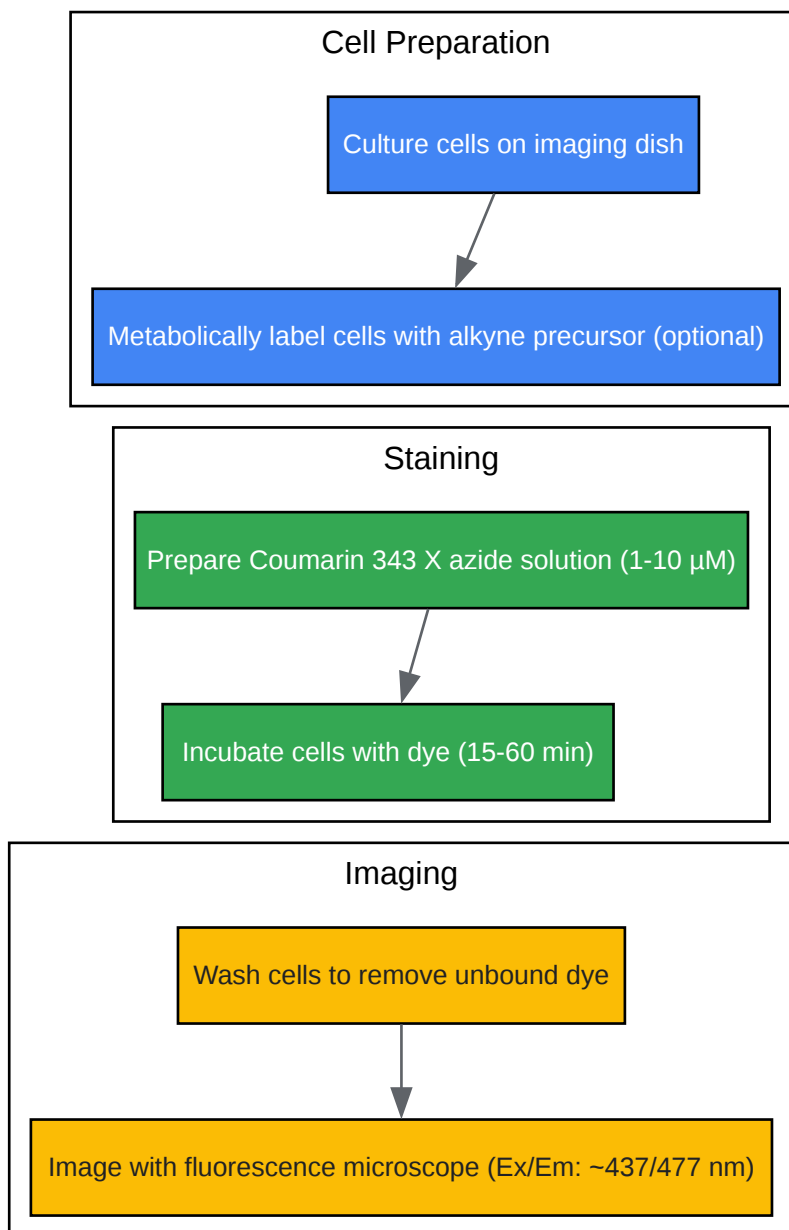 Cell Preparation
Culture cells on imaging dish
Metabolically label cells with alkyne precursor (optional)
Staining
Prepare Coumarin 343 X azide solution (1-10 µM)
Incubate cells with dye (15-60 min)
Imaging
Wash cells to remove unbound dye
Image with fluorescence microscope (Ex/Em: ~437/477 nm)